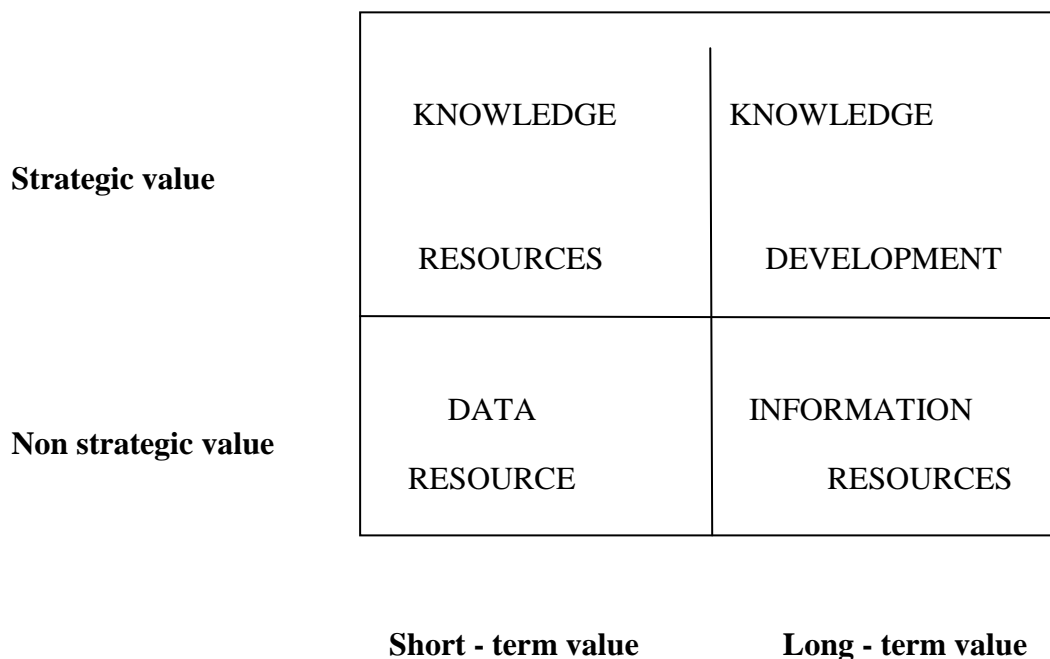 KNOWLEDGE KNOWLEDGE
Strategic value
RESOURCES DEVELOPMENT
DATA INFORMATION
Non strategic value
RESOURCE RESOURCES
Short - term value Long - term value